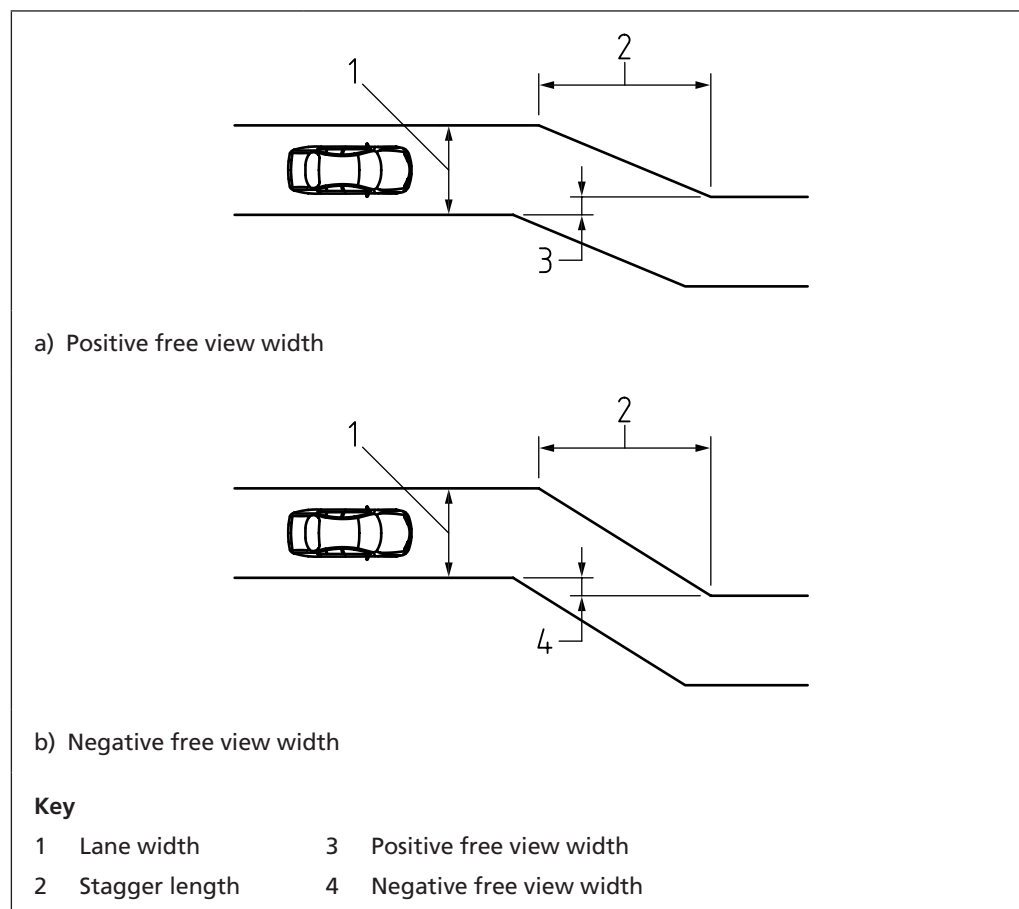 1
2
3
a) Positive free view width
1
2
4
b) Negative free view width
Key
1 Lane width 3 Positive free view width
2 Stagger length 4 Negative free view width